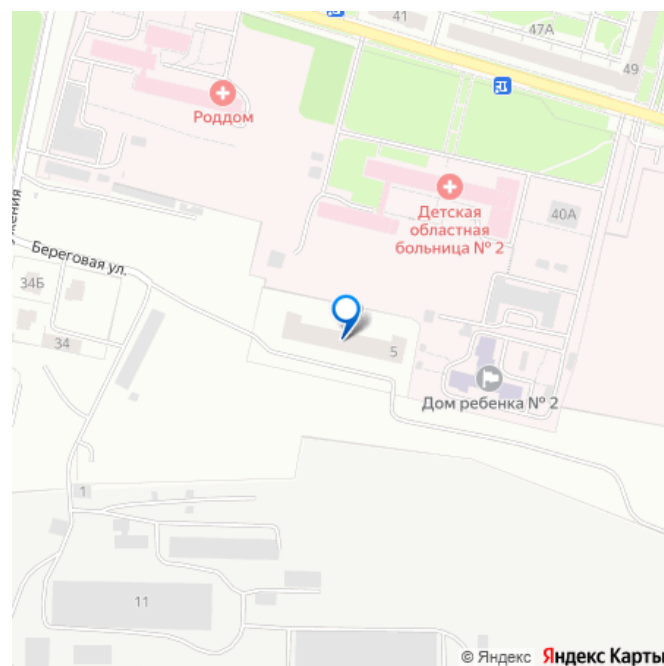 41
47А
49
Роддом
Детская
областная
больница № 2
40А
Береговая ул.
34Б
34
5
Дом ребенка № 2
1
11
© Яндекс Яндекс Карты